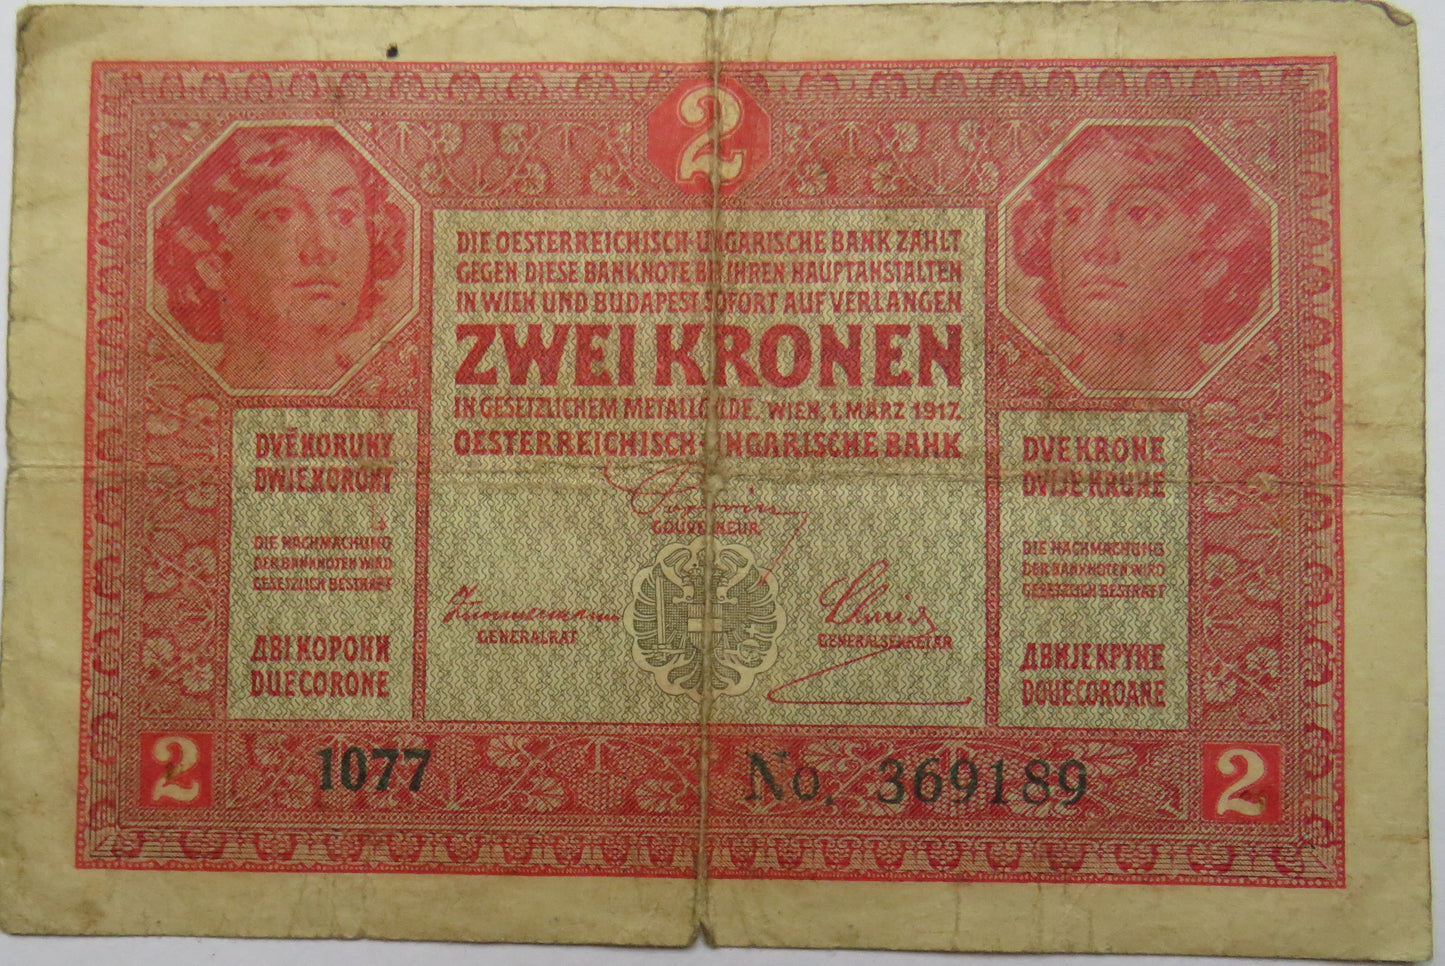 2
DIE OESTERREICHISCH-UNGARISCHE BANK ZAHLT
GEGEN DIESE BANKNOTE BEI IHREN HAUPTANSTALTEN
IN WIEN UND BUDAPEST SOFORT AUF VERLANGEN
ZWEI KRONEN
IN GESETZLICHEM METALLGELDE. WIEN, 1. MÄRZ 1917.
OESTERREICHISCH-UNGARISCHE BANK
GOUVERNEUR
GENERALRAT
GENERALSEKRETÄR
DVĚ KORUNY
DWIE KORONY
DIE NACHMACHUNG
DER BANKNOTEN WIRD
GESETZLICH BESTRAFT
ДВІ КОРОНИ
DUE CORONE
DVE KRONE
DVIJE KRUNE
DIE NACHMACHUNG
DER BANKNOTEN WIRD
GESETZLICH BESTRAFT
ДВИЈЕ КРУНЕ
DOUE COROANE
2
1077
No. 369189
2